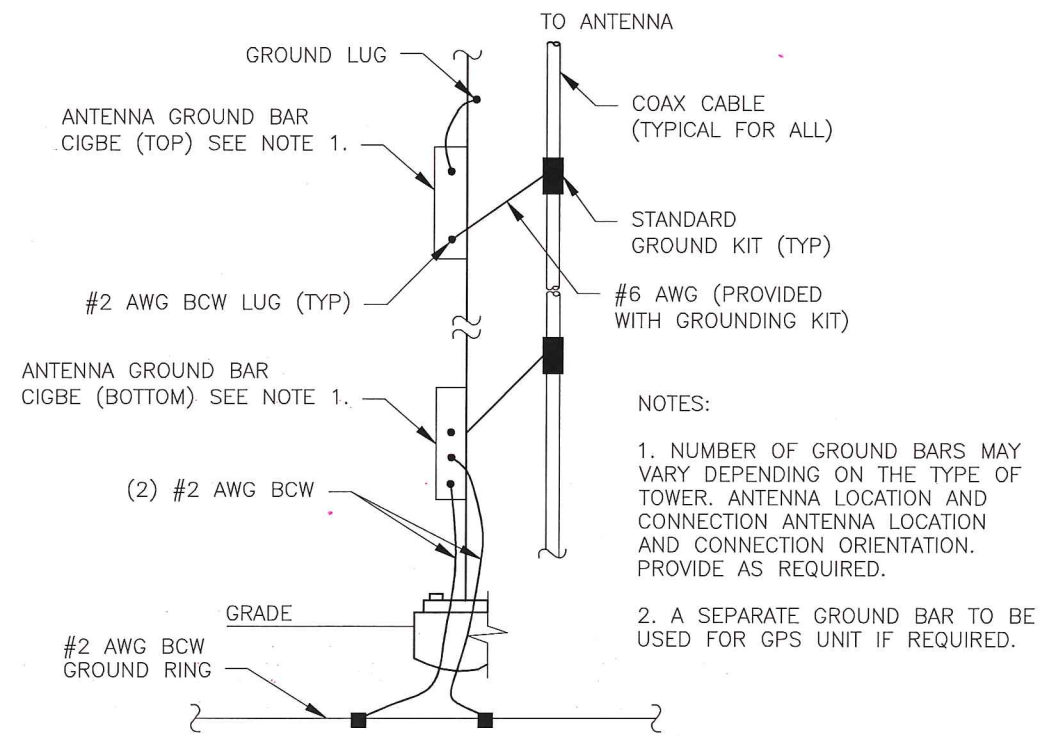 TO ANTENNA
GROUND LUG
COAX CABLE
(TYPICAL FOR ALL)
ANTENNA GROUND BAR
CIGBE (TOP) SEE NOTE 1.
STANDARD
GROUND KIT (TYP)
#2 AWG BCW LUG (TYP)
#6 AWG (PROVIDED
WITH GROUNDING KIT)
ANTENNA GROUND BAR
CIGBE (BOTTOM) SEE NOTE 1.
(2) #2 AWG BCW
GRADE
#2 AWG BCW
GROUND RING
NOTES:
1. NUMBER OF GROUND BARS MAY
VARY DEPENDING ON THE TYPE OF
TOWER. ANTENNA LOCATION AND
CONNECTION ANTENNA LOCATION
AND CONNECTION ORIENTATION.
PROVIDE AS REQUIRED.
2. A SEPARATE GROUND BAR TO BE
USED FOR GPS UNIT IF REQUIRED.